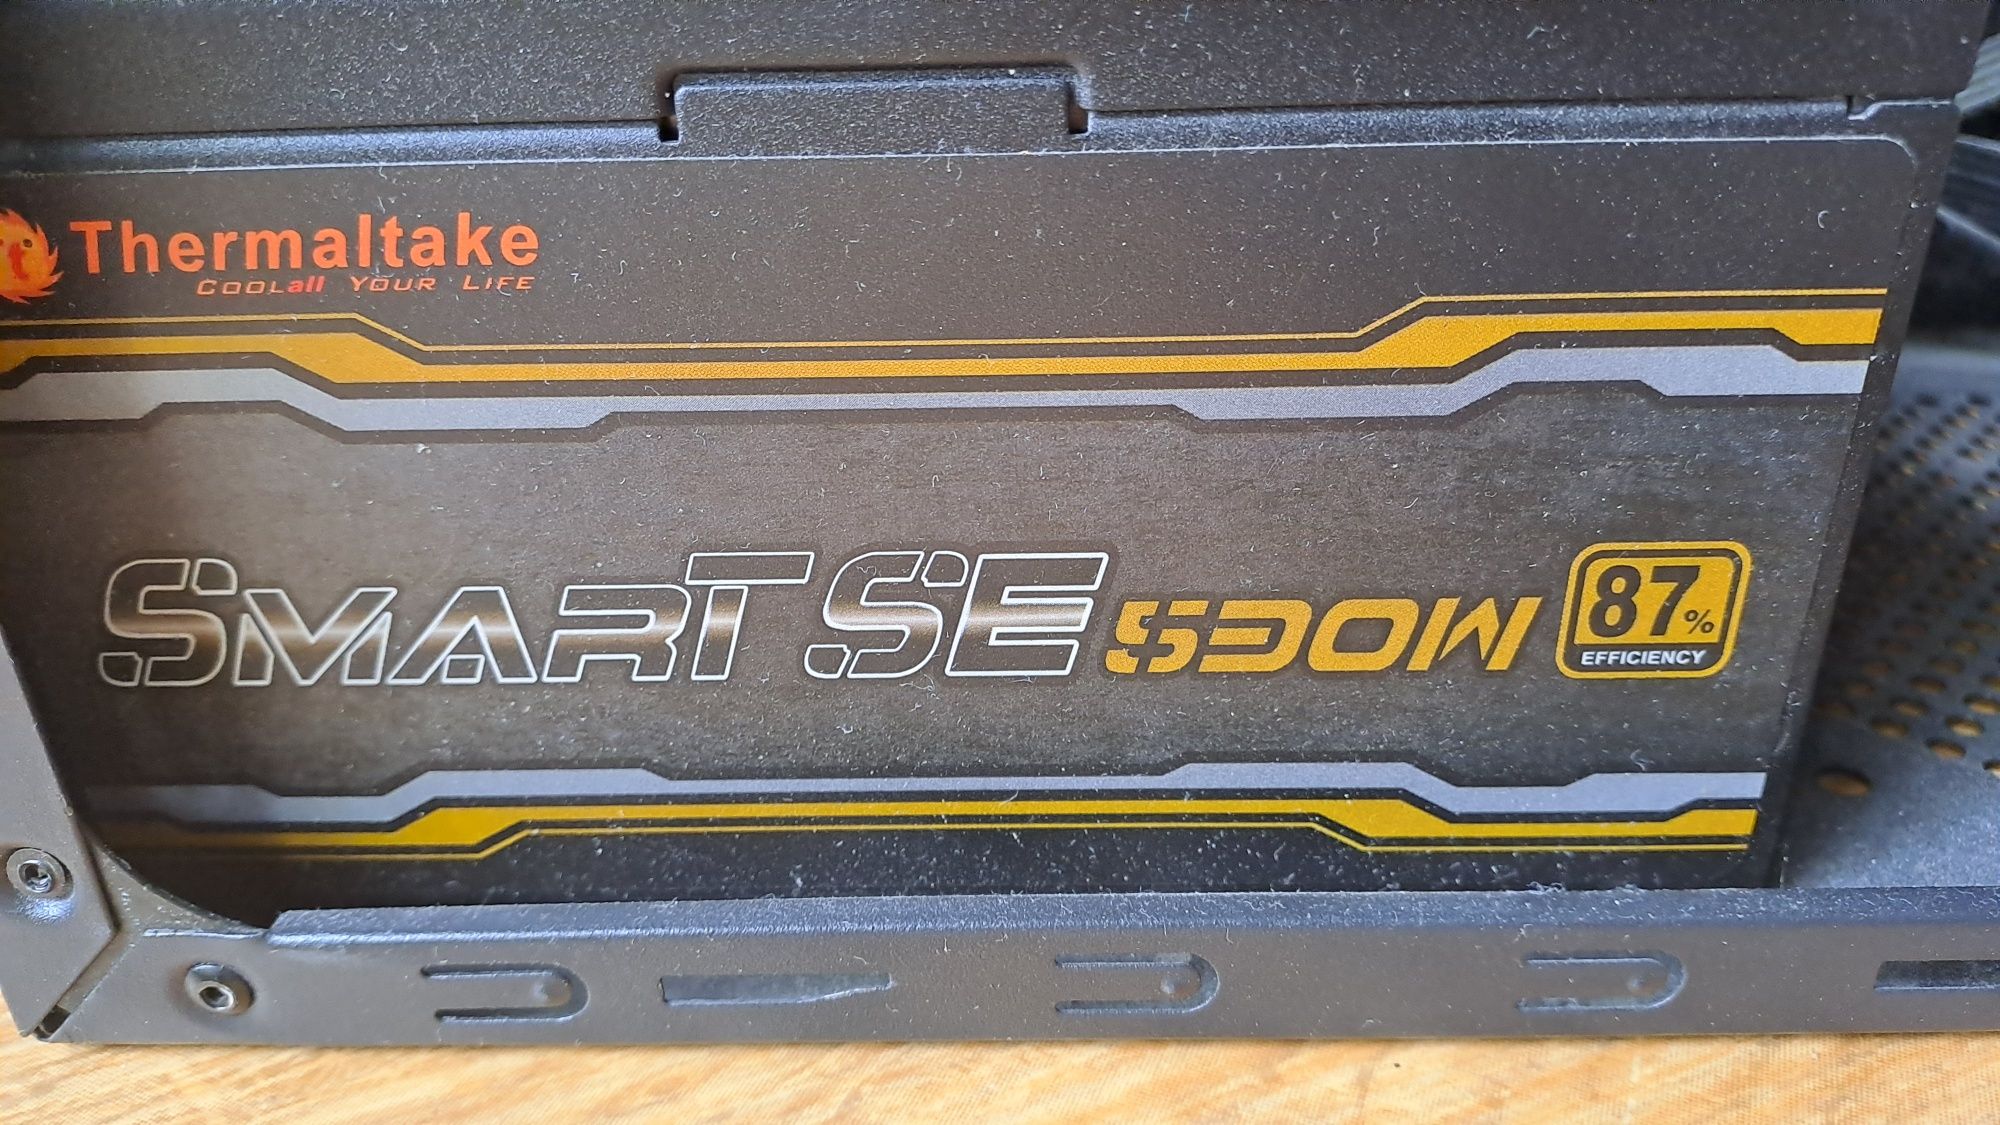 Thermaltake
COOLall YOUR LIFE
SMART SE 530W
87%
EFFICIENCY